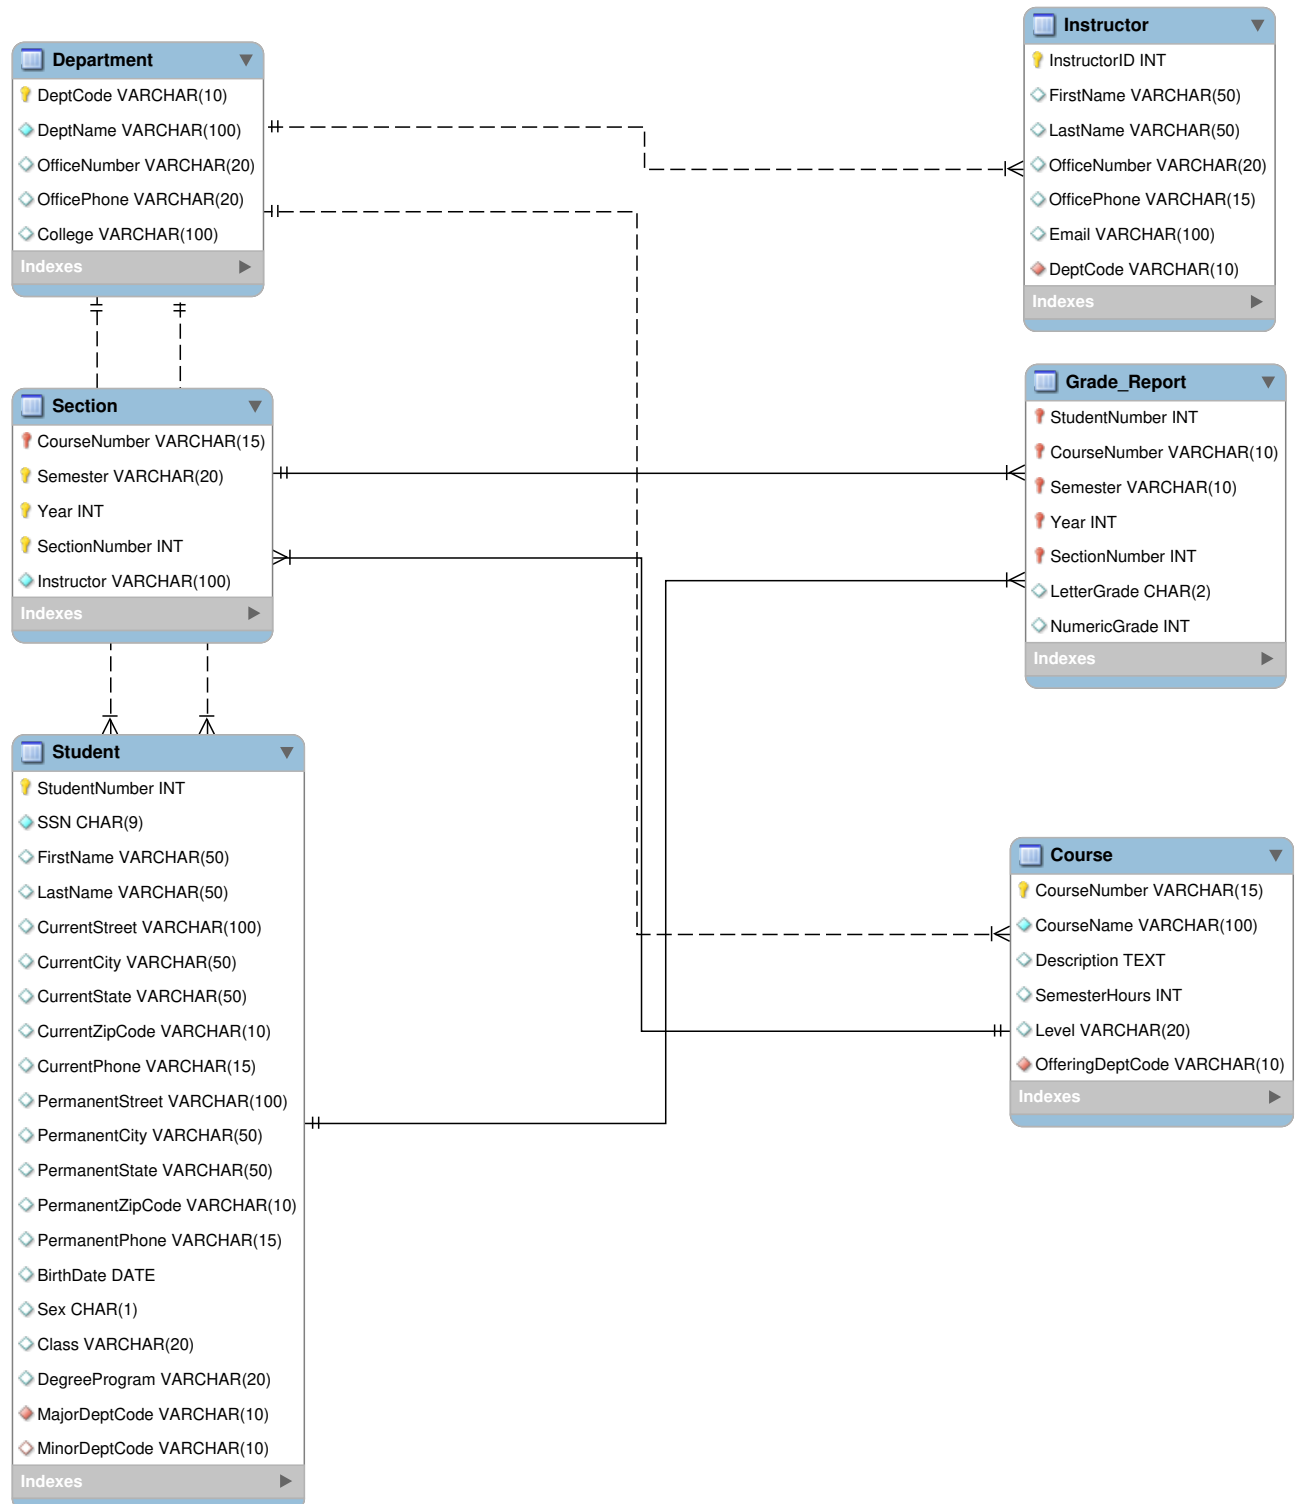 Department
DeptCode VARCHAR(10)
DeptName VARCHAR(100)
OfficeNumber VARCHAR(20)
OfficePhone VARCHAR(20)
College VARCHAR(100)
Indexes
Instructor
InstructorID INT
FirstName VARCHAR(50)
LastName VARCHAR(50)
OfficeNumber VARCHAR(20)
OfficePhone VARCHAR(15)
Email VARCHAR(100)
DeptCode VARCHAR(10)
Indexes
Section
CourseNumber VARCHAR(15)
Semester VARCHAR(20)
Year INT
SectionNumber INT
Instructor VARCHAR(100)
Indexes
Grade_Report
StudentNumber INT
CourseNumber VARCHAR(10)
Semester VARCHAR(10)
Year INT
SectionNumber INT
LetterGrade CHAR(2)
NumericGrade INT
Indexes
Student
StudentNumber INT
SSN CHAR(9)
FirstName VARCHAR(50)
LastName VARCHAR(50)
CurrentStreet VARCHAR(100)
CurrentCity VARCHAR(50)
CurrentState VARCHAR(50)
CurrentZipCode VARCHAR(10)
CurrentPhone VARCHAR(15)
PermanentStreet VARCHAR(100)
PermanentCity VARCHAR(50)
PermanentState VARCHAR(50)
PermanentZipCode VARCHAR(10)
PermanentPhone VARCHAR(15)
BirthDate DATE
Sex CHAR(1)
Class VARCHAR(20)
DegreeProgram VARCHAR(20)
MajorDeptCode VARCHAR(10)
MinorDeptCode VARCHAR(10)
Indexes
Course
CourseNumber VARCHAR(15)
CourseName VARCHAR(100)
Description TEXT
SemesterHours INT
Level VARCHAR(20)
OfferingDeptCode VARCHAR(10)
Indexes